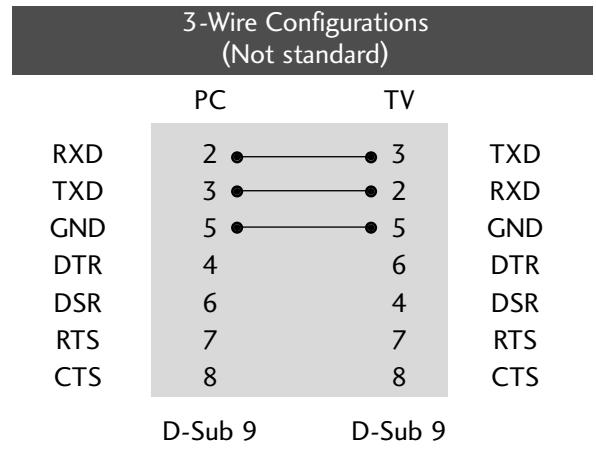 3-Wire Configurations
(Not standard)
PC TV
RXD 2 3 TXD
TXD 3 2 RXD
GND 5 5 GND
DTR 4 6 DTR
DSR 6 4 DSR
RTS 7 7 RTS
CTS 8 8 CTS
D-Sub 9 D-Sub 9